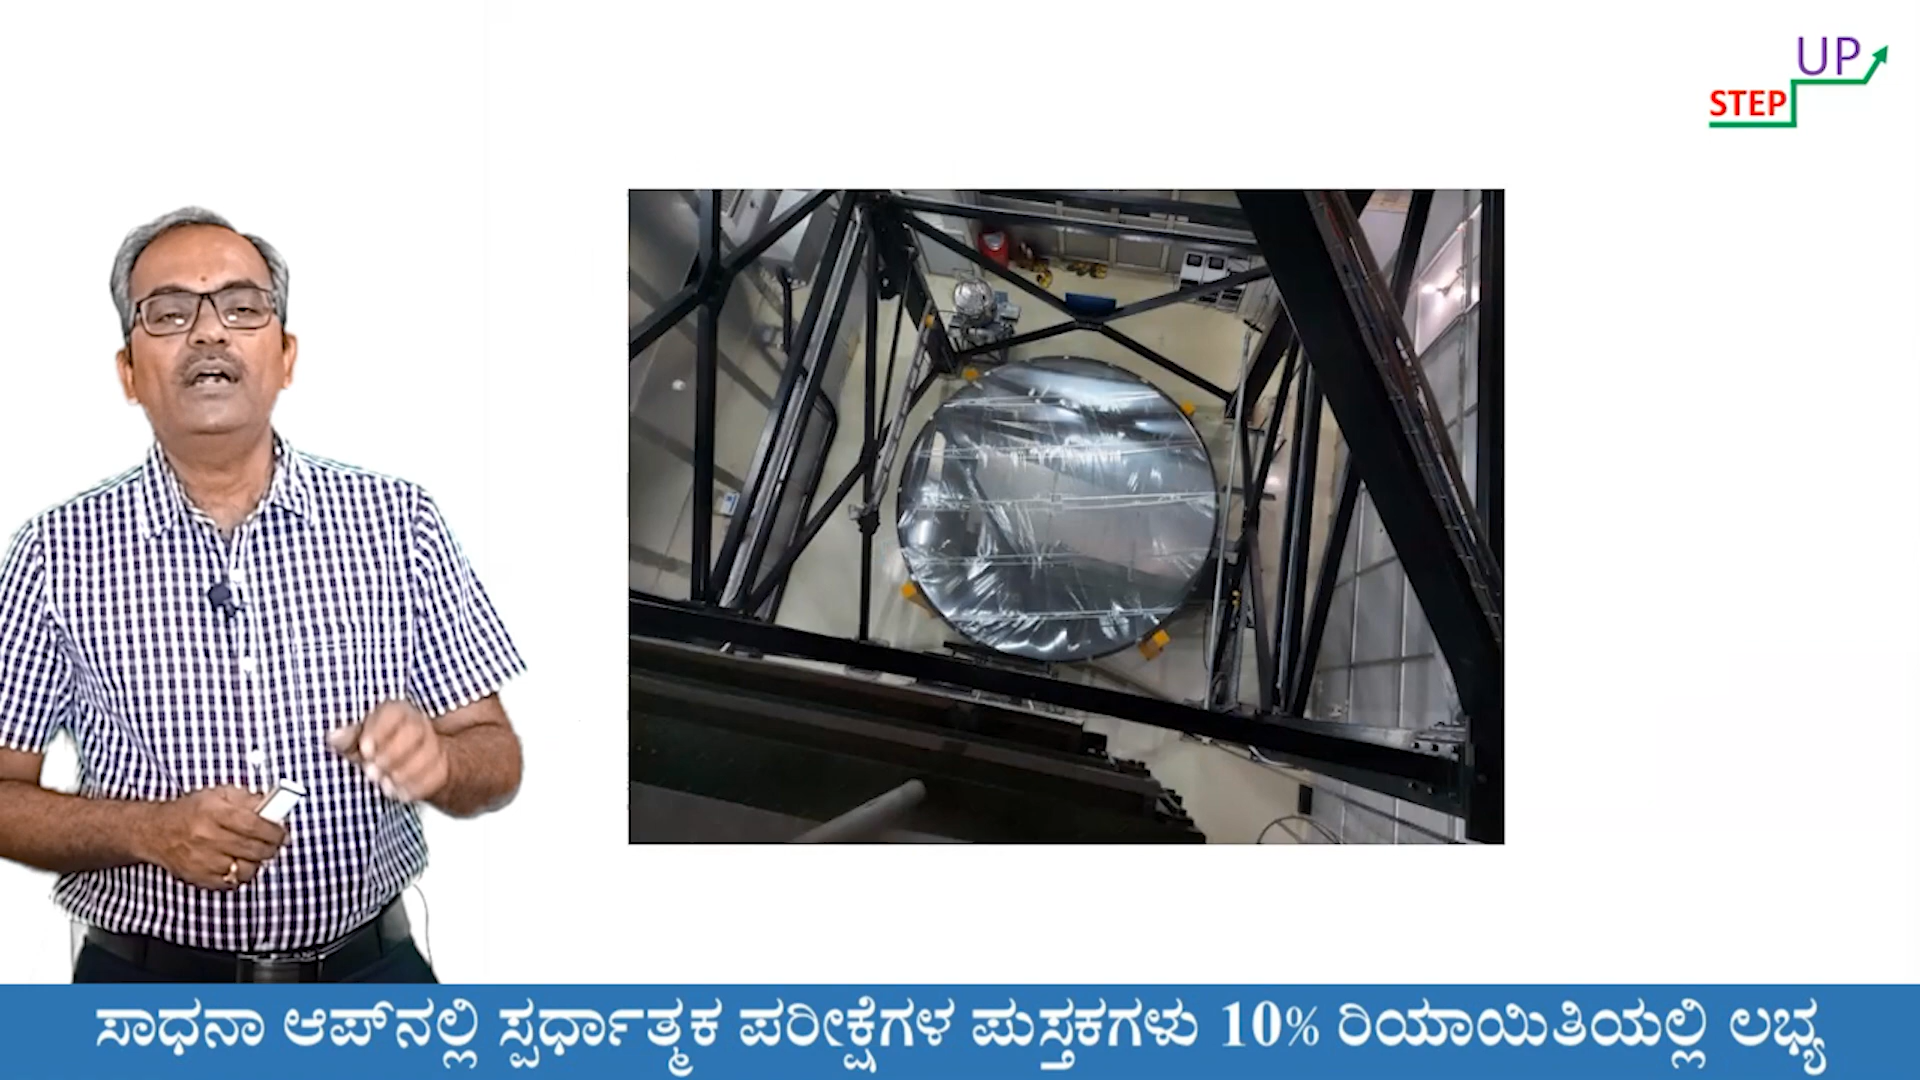 UP
STEP
ಸಾಧನಾ ಆಪ್‌ನಲ್ಲಿ ಸ್ಪರ್ಧಾತ್ಮಕ ಪರೀಕ್ಷೆಗಳ ಪುಸ್ತಕಗಳು 10% ರಿಯಾಯಿತಿಯಲ್ಲಿ ಲಭ್ಯ